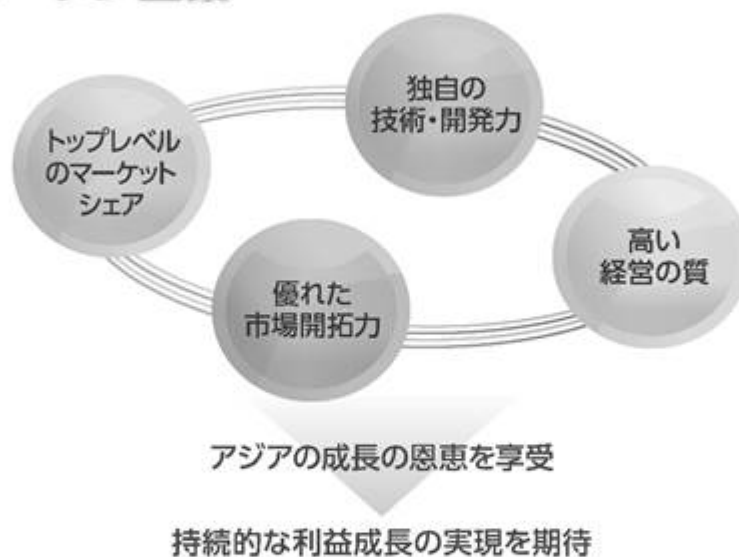 トップレベル
のマーケット
シェア
独自の
技術・開発力
高い
経営の質
優れた
市場開拓力
アジアの成長の恩恵を享受
持続的な利益成長の実現を期待